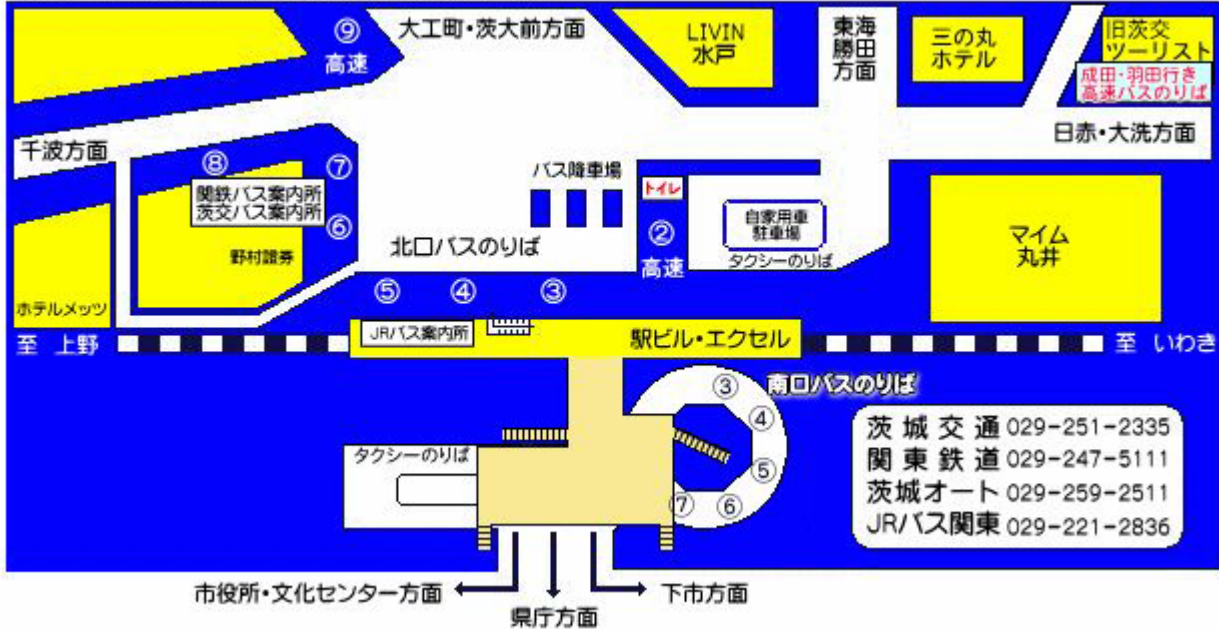 ⑨
高速
大工町・茨大前方面
LIVIN
水戸
東海
勝田
方面
三の丸
ホテル
旧茨交
ツーリスト
成田・羽田行き
高速バスのりば
千波方面
日赤・大洗方面
⑧
⑦
関鉄バス案内所
茨交バス案内所
⑥
野村證券
バス降車場
トイレ
②
高速
自家用車
駐車場
タクシーのりば
北口バスのりば
マイム
丸井
ホテルメッツ
⑤
④
③
JRバス案内所
駅ビル・エクセル
至 上野
至 いわき
南口バスのりば
③
④
⑤
⑥
⑦
タクシーのりば
茨城交通 029-251-2335
関東鉄道 029-247-5111
茨城オート 029-259-2511
JRバス関東 029-221-2836
市役所・文化センター方面
県庁方面
下市方面